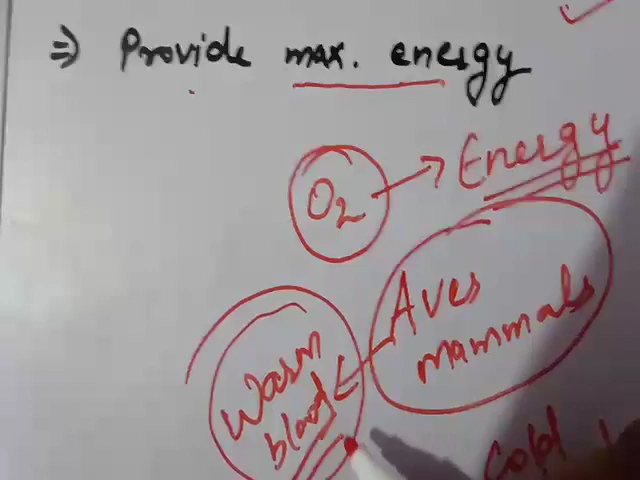 ⇒ Provide max. energy
O2 → Energy
Aves
mammals
Warm
blood
Cold